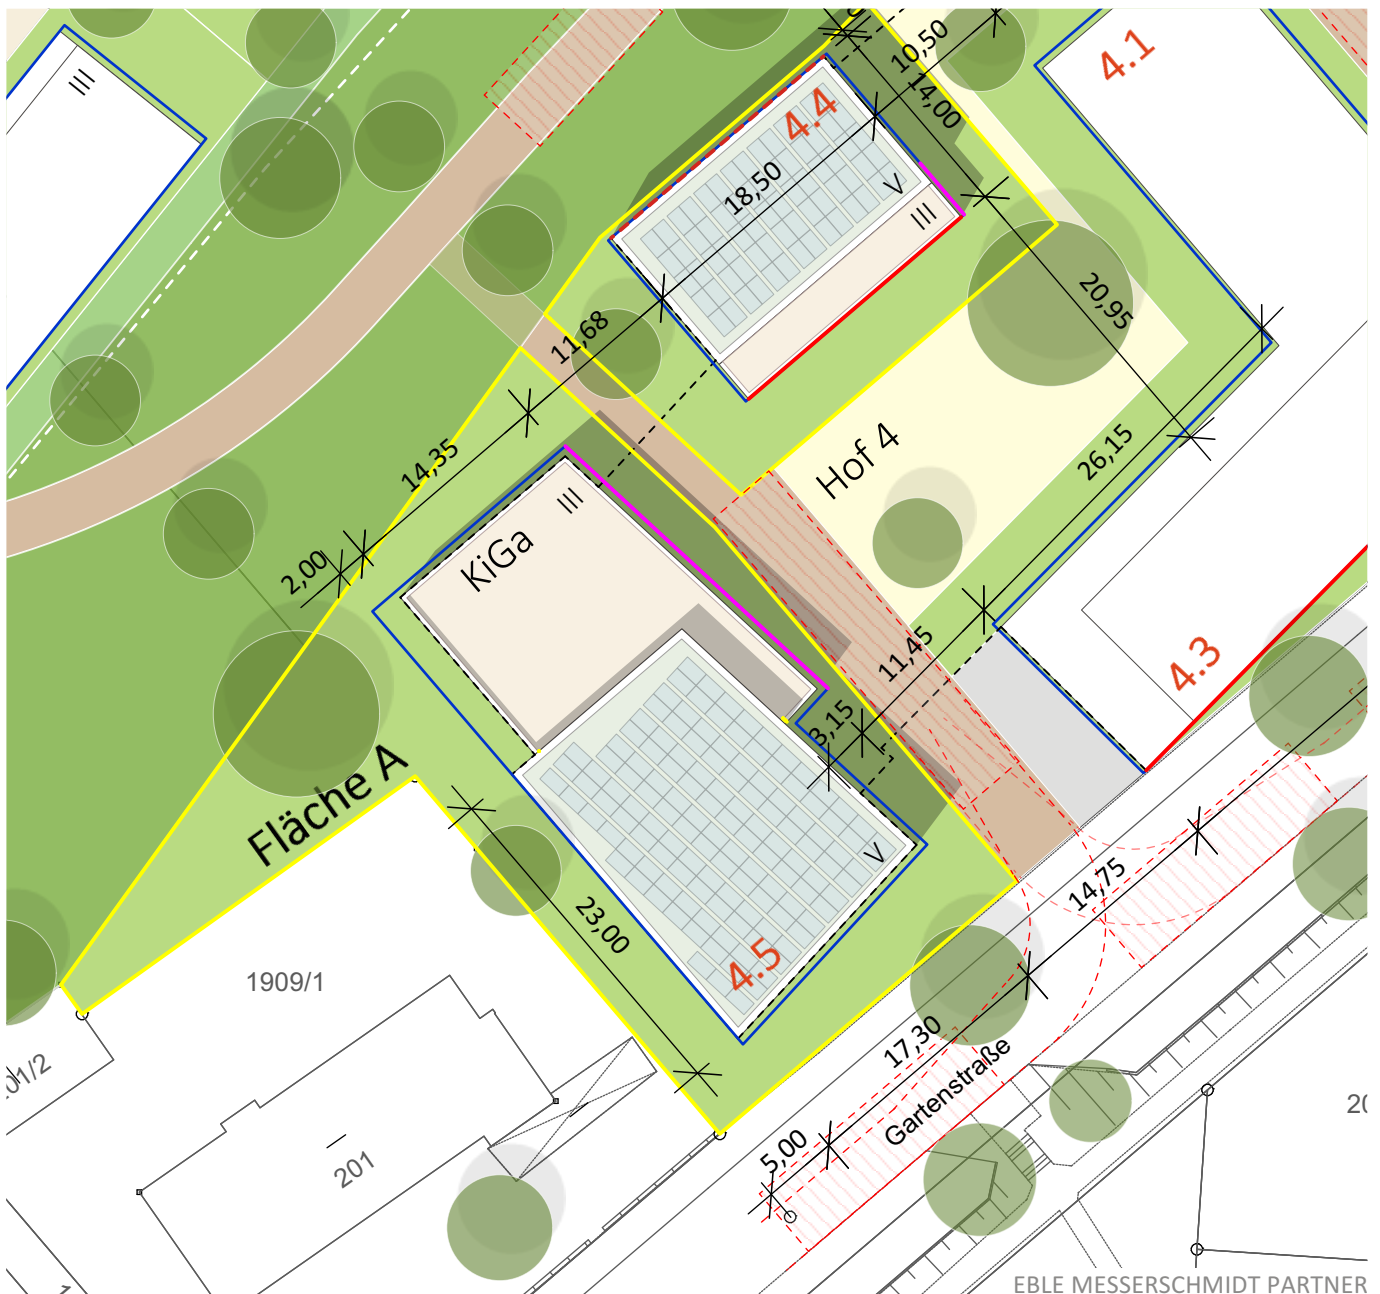 III
4.1
10,50
14,00
4.4
18,50
V
III
20,95
11,68
Hof 4
26,15
14,35
III
KiGa
2,00
11,45
4.3
3,15
Fläche A
V
14,75
23,00
4.5
1909/1
17,30
Gartenstraße
5,00
201
EBLE MESSERSCHMIDT PARTNER